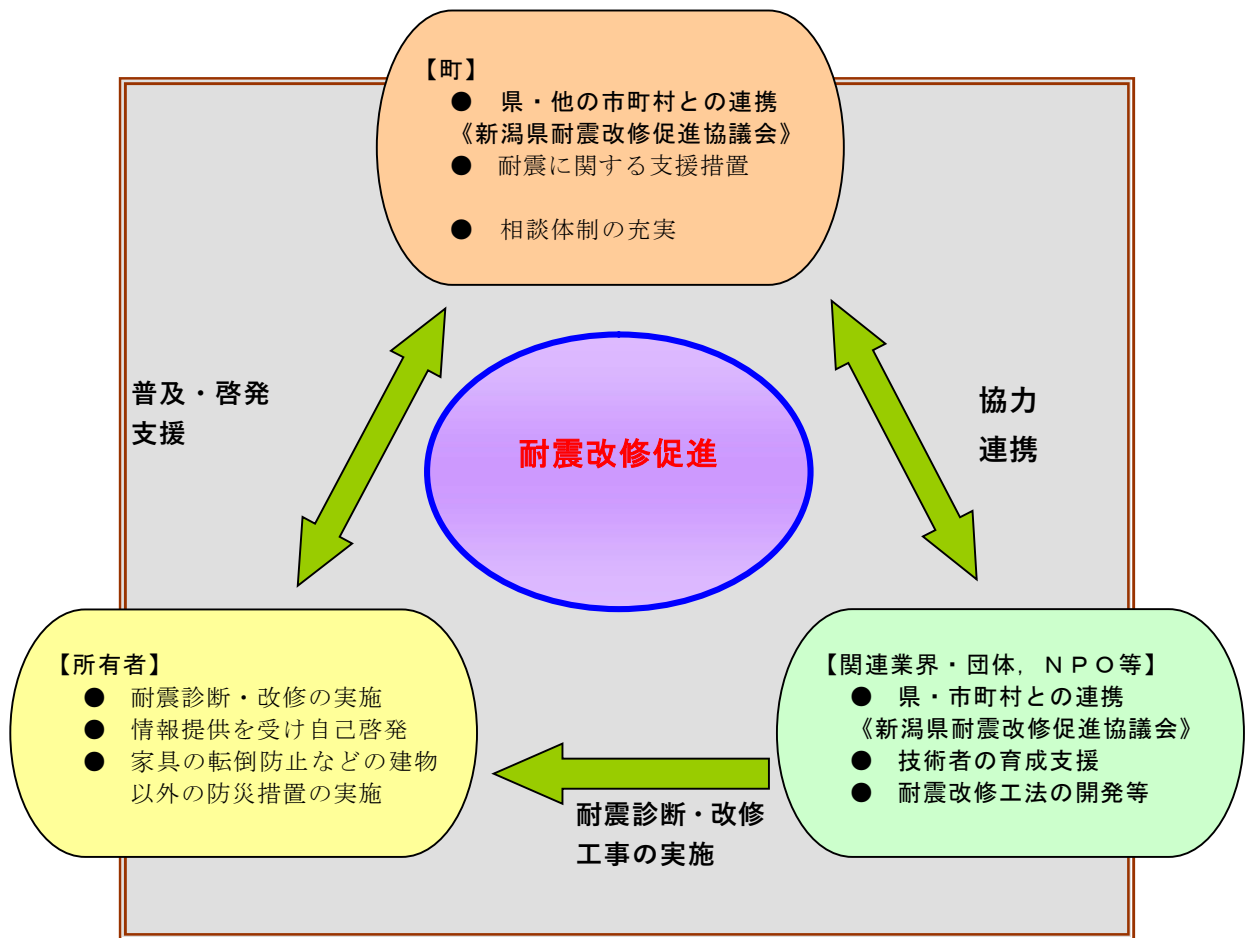 【町】
● 県・他の市町村との連携
《新潟県耐震改修促進協議会》
● 耐震に関する支援措置
● 相談体制の充実
普及・啓発
支援
協力
連携
耐震改修促進
【所有者】
● 耐震診断・改修の実施
● 情報提供を受け自己啓発
● 家具の転倒防止などの建物
以外の防災措置の実施
【関連業界・団体，ＮＰＯ等】
● 県・市町村との連携
《新潟県耐震改修促進協議会》
● 技術者の育成支援
● 耐震改修工法の開発等
耐震診断・改修
工事の実施